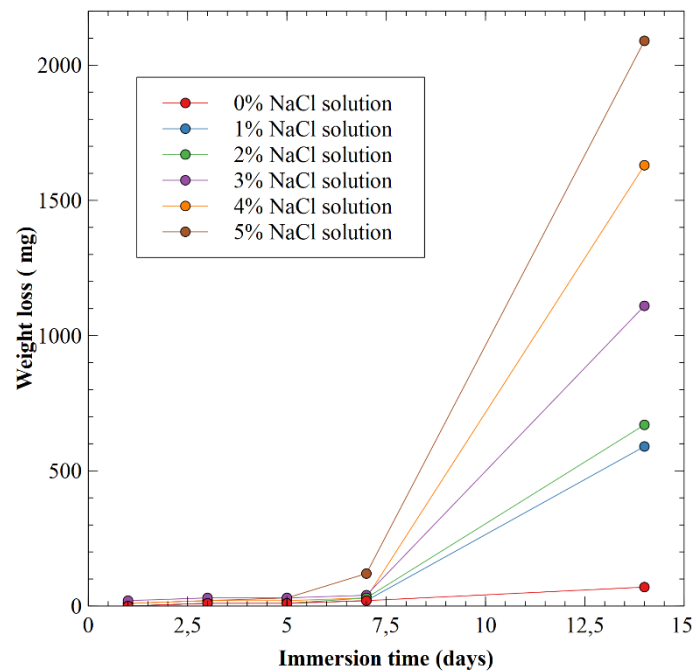 2000
1500
1000
500
0
0% NaCl solution
1% NaCl solution
2% NaCl solution
3% NaCl solution
4% NaCl solution
5% NaCl solution
Weight loss ( mg)
0 2,5 5 7,5 10 12,5 15
Immersion time (days)